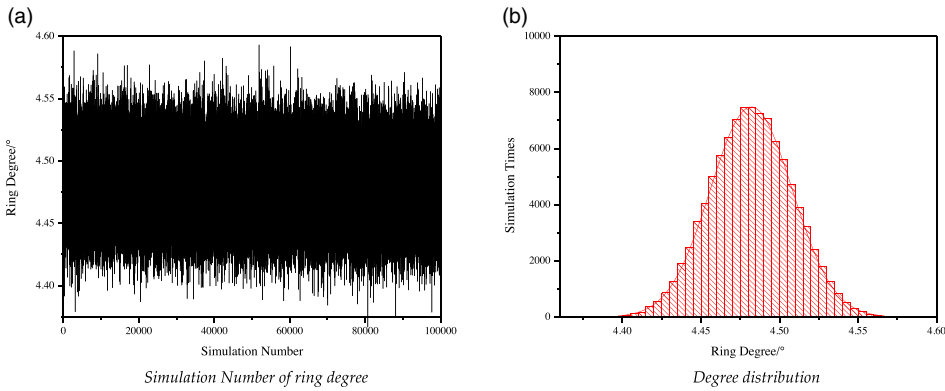 (a)
4.60
4.55
4.50
4.45
4.40
Ring Degree/°
0
20000
40000
60000
80000
100000
Simulation Number
Simulation Number of ring degree
(b)
10000
8000
6000
4000
2000
0
Simulation Times
4.40
4.45
4.50
4.55
4.60
Ring Degree/°
Degree distribution